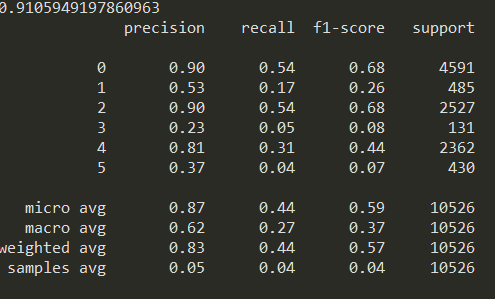 0.9105949197860963
precision recall f1-score support
0 0.90 0.54 0.68 4591
1 0.53 0.17 0.26 485
2 0.90 0.54 0.68 2527
3 0.23 0.05 0.08 131
4 0.81 0.31 0.44 2362
5 0.37 0.04 0.07 430
micro avg 0.87 0.44 0.59 10526
macro avg 0.62 0.27 0.37 10526
weighted avg 0.83 0.44 0.57 10526
samples avg 0.05 0.04 0.04 10526